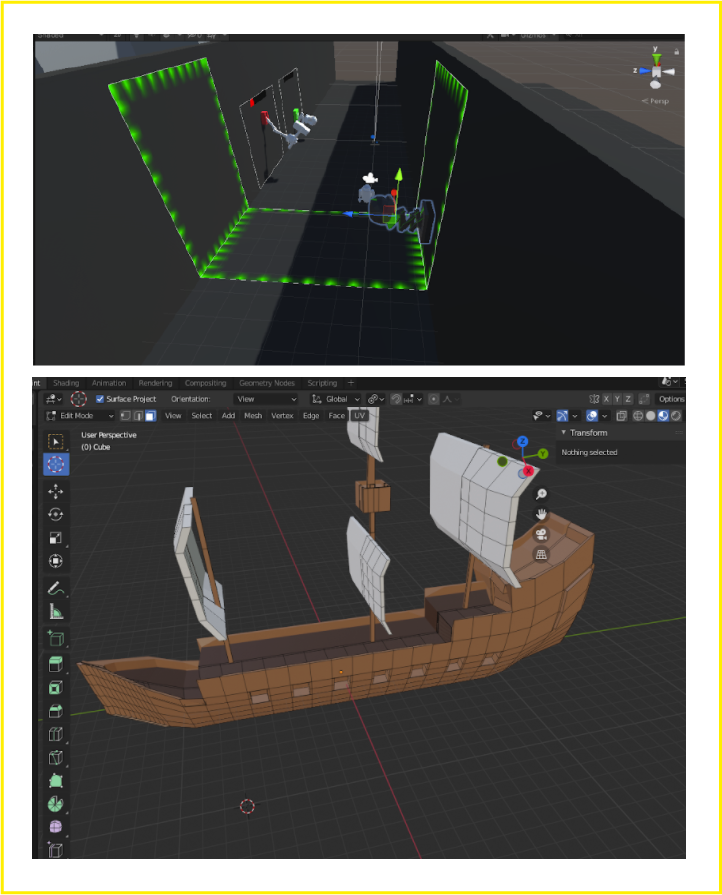 Shaded
Gizmos
y
z
Persp
Shading Animation Rendering Compositing Geometry Nodes Scripting +
Surface Project Orientation: View Global X Y Z Options
Edit Mode View Select Add Mesh Vertex Edge Face UV
User Perspective
(0) Cube
Transform
Nothing selected
Z
Y
X